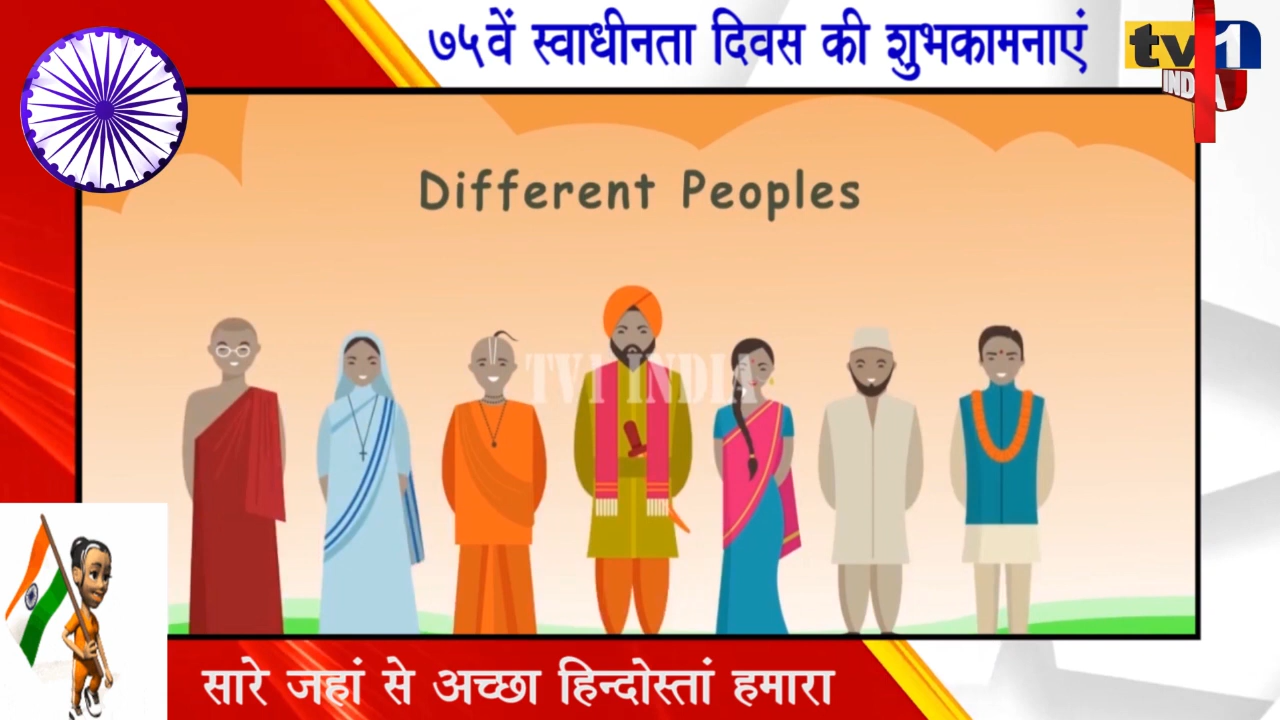 ७५वें स्वाधीनता दिवस की शुभकामनाएं
tv1
INDIA
Different Peoples
TV1 INDIA
सारे जहां से अच्छा हिन्दोस्तां हमारा